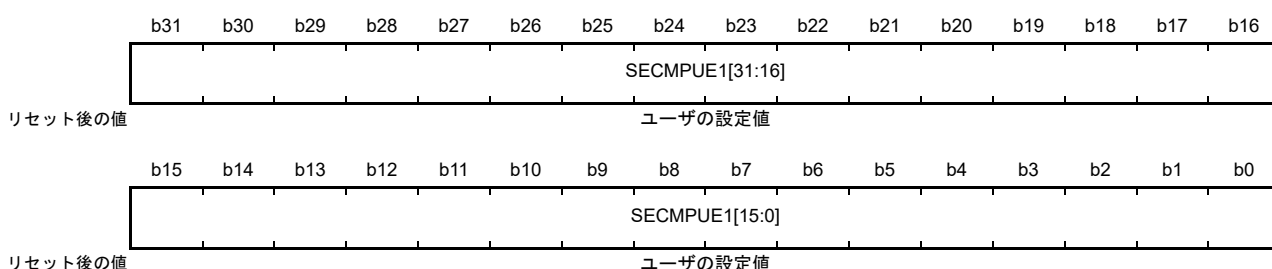 b31 b30 b29 b28 b27 b26 b25 b24 b23 b22 b21 b20 b19 b18 b17 b16
SECMPUE1[31:16]
リセット後の値 ユーザの設定値
b15 b14 b13 b12 b11 b10 b9 b8 b7 b6 b5 b4 b3 b2 b1 b0
SECMPUE1[15:0]
リセット後の値 ユーザの設定値